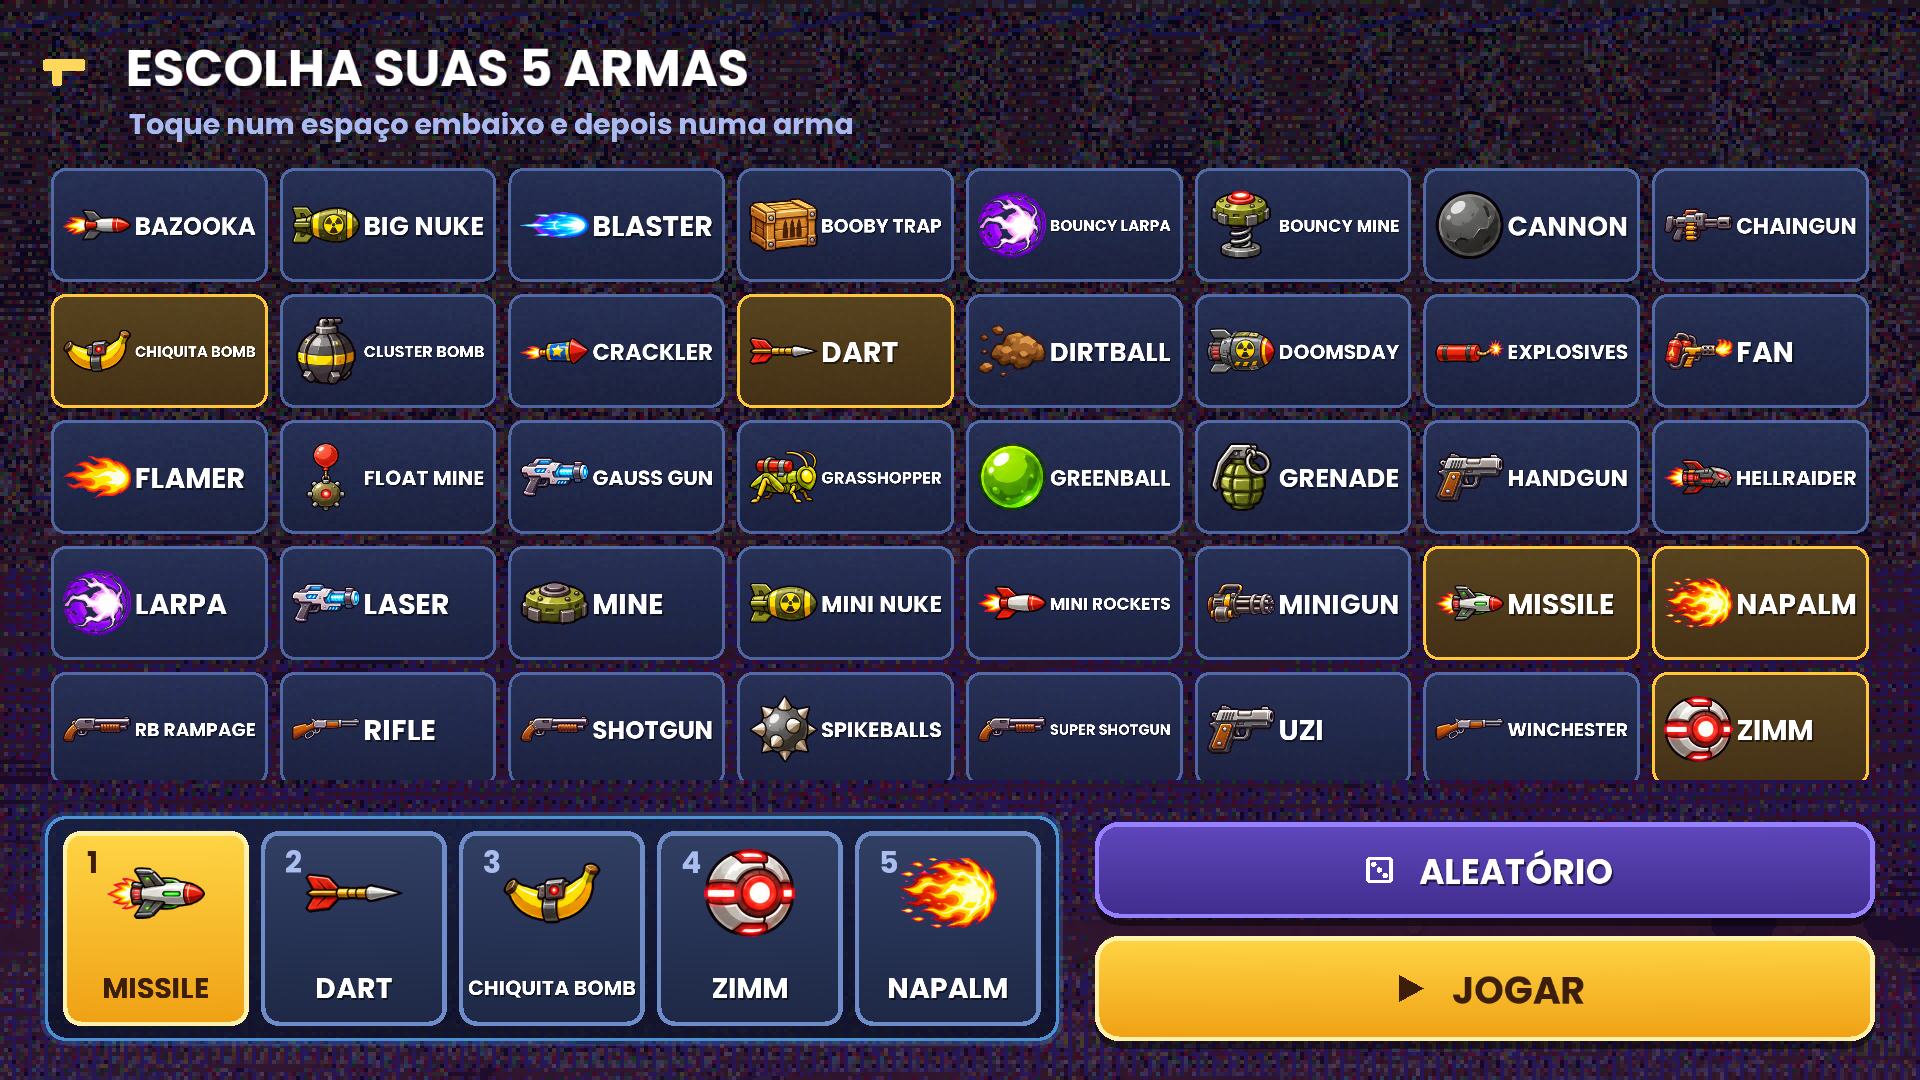 ESCOLHA SUAS 5 ARMAS
Toque num espaço embaixo e depois numa arma
BAZOOKA
BIG NUKE
BLASTER
BOOBY TRAP
BOUNCY LARPA
BOUNCY MINE
CANNON
CHAINGUN
CHIQUITA BOMB
CLUSTER BOMB
CRACKLER
DART
DIRTBALL
DOOMSDAY
EXPLOSIVES
FAN
FLAMER
FLOAT MINE
GAUSS GUN
GRASSHOPPER
GREENBALL
GRENADE
HANDGUN
HELLRAIDER
LARPA
LASER
MINE
MINI NUKE
MINI ROCKETS
MINIGUN
MISSILE
NAPALM
RB RAMPAGE
RIFLE
SHOTGUN
SPIKEBALLS
SUPER SHOTGUN
UZI
WINCHESTER
ZIMM
1
MISSILE
2
DART
3
CHIQUITA BOMB
4
ZIMM
5
NAPALM
ALEATÓRIO
JOGAR